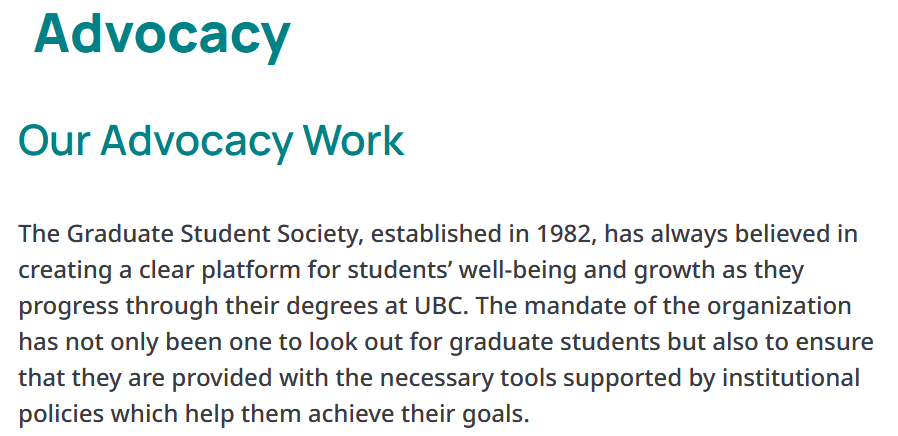 Advocacy
Our Advocacy Work
The Graduate Student Society, established in 1982, has always believed in
creating a clear platform for students’ well-being and growth as they
progress through their degrees at UBC. The mandate of the organization
has not only been one to look out for graduate students but also to ensure
that they are provided with the necessary tools supported by institutional
policies which help them achieve their goals.